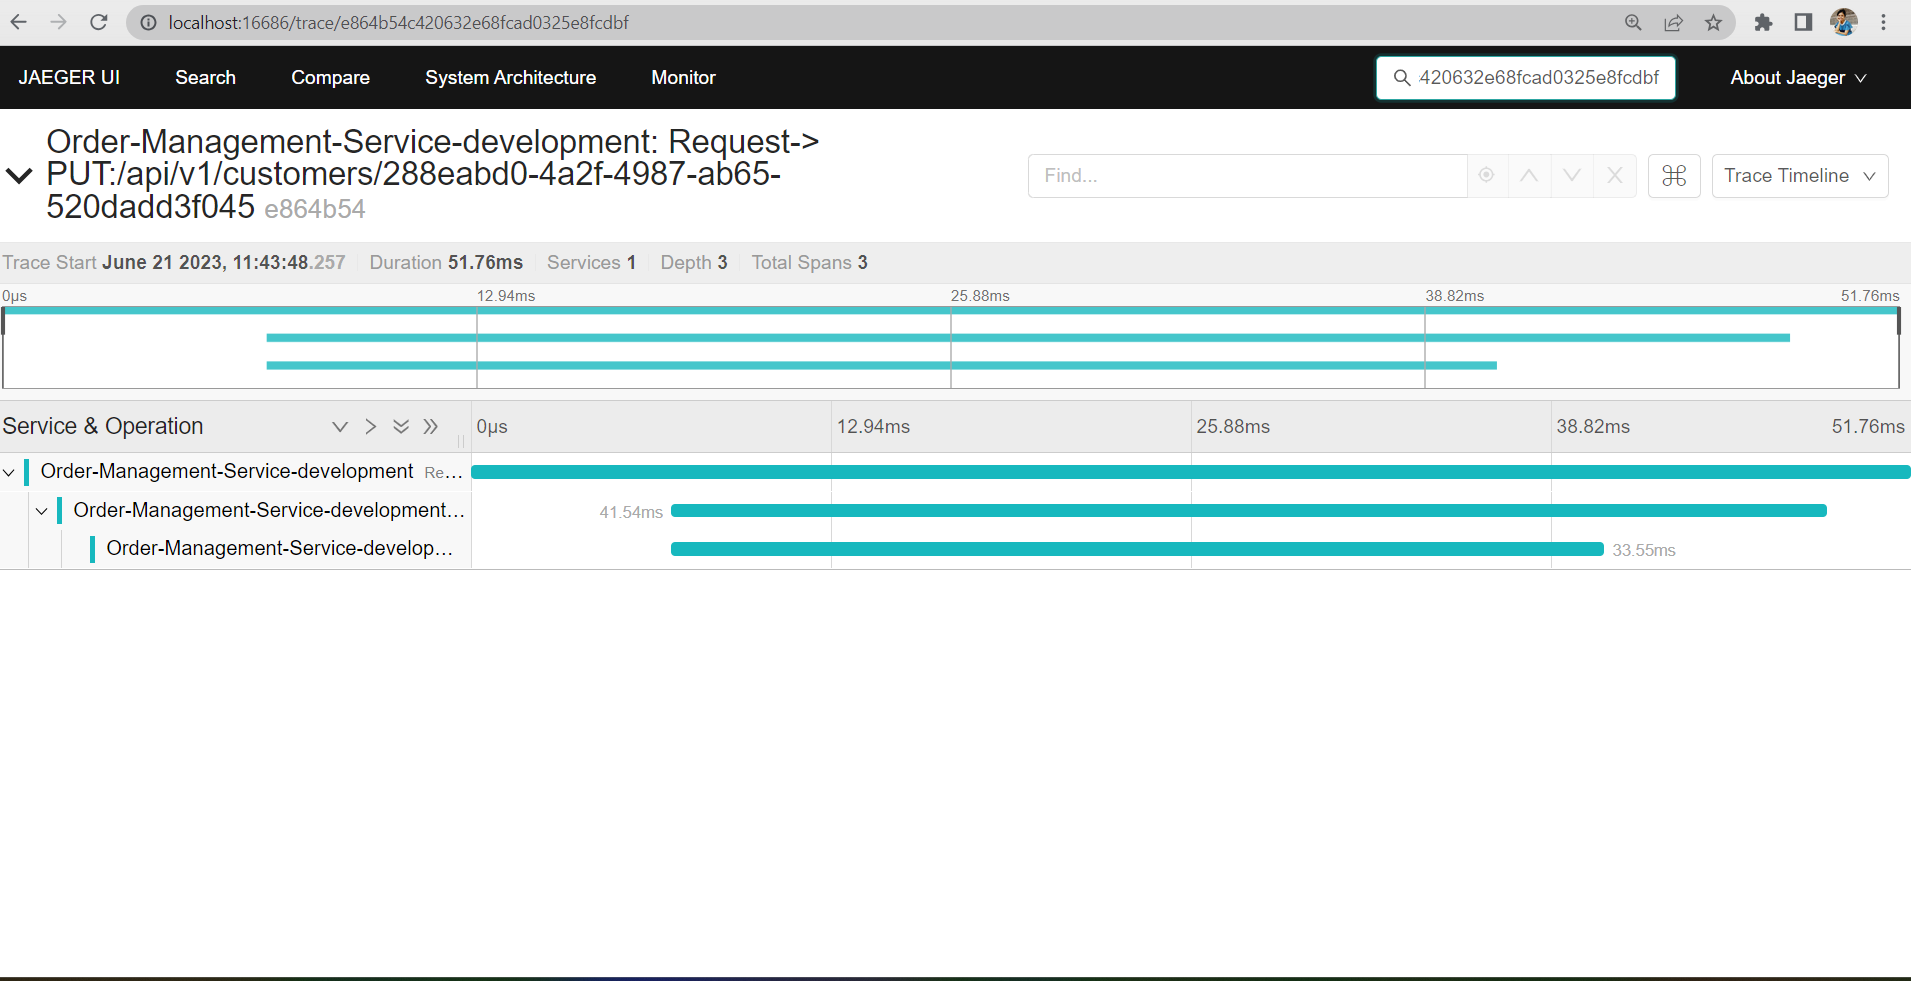 localhost:16686/trace/e864b54c420632e68fcad0325e8fcdbf
JAEGER UI Search Compare System Architecture Monitor 420632e68fcad0325e8fcdbf About Jaeger
Order-Management-Service-development: Request->
PUT:/api/v1/customers/288eabd0-4a2f-4987-ab65-
520dadd3f045 e864b54
Find... Trace Timeline
Trace Start June 21 2023, 11:43:48.257 Duration 51.76ms Services 1 Depth 3 Total Spans 3
0μs 12.94ms 25.88ms 38.82ms 51.76ms
Service & Operation 0μs 12.94ms 25.88ms 38.82ms 51.76ms
Order-Management-Service-development Re...
Order-Management-Service-development... 41.54ms
Order-Management-Service-develop... 33.55ms